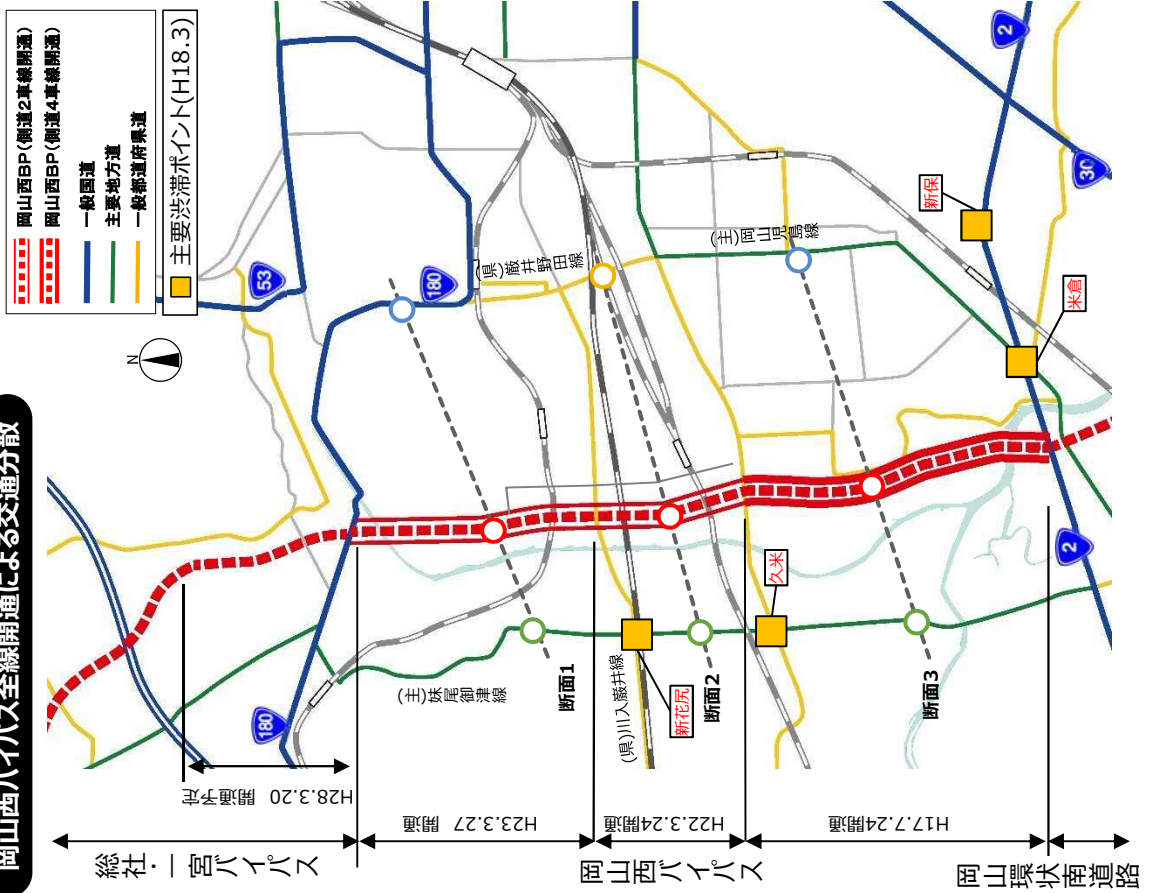 岡山西バイパス全線開通による交通分散
岡山西BP(側道2車線開通)
岡山西BP(側道4車線開通)
一般国道
主要地方道
一般都道府県道
主要渋滞ポイント(H18.3)
N
53
180
(県)厳井野田線
(主)岡山児島線
2
30
新保
米倉
久米
2
180
(主)妹尾御津線
新花尻
(県)川入巌井線
断面1
断面2
断面3
H28.3.20 開通予定
H23.3.27 開通
H22.3.24開通
H17.7.24開通
総社・一宮バイパス
岡山西バイパス
岡山環状南道路